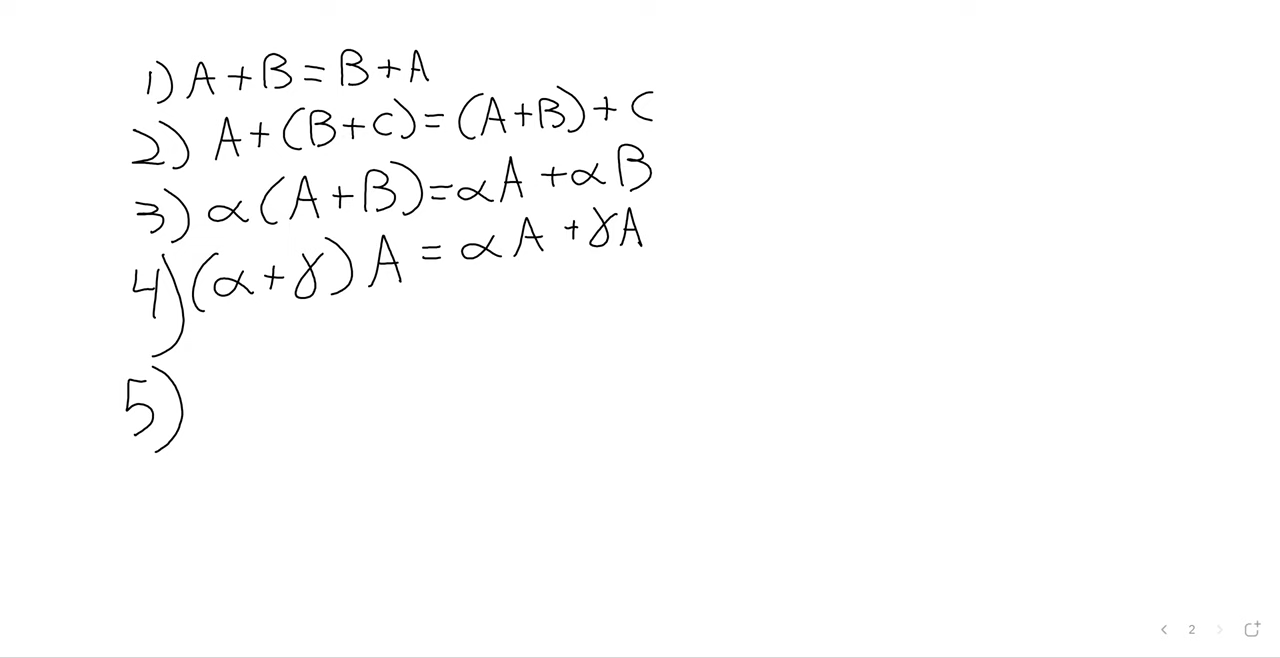 1) A + B = B + A
2) A + (B + C) = (A + B) + C
3) α (A + B) = αA + αB
4) (α + γ) A = αA + γA
5)
< 2 >